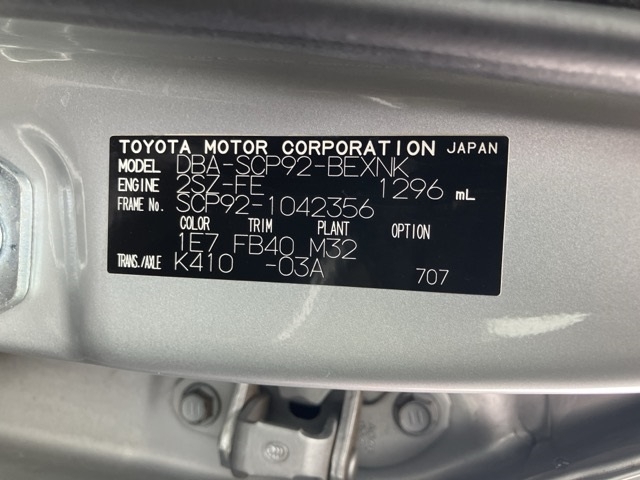 TOYOTA MOTOR CORPORATION JAPAN
MODEL DBA-SCP92-BEXNK
ENGINE 2SZ-FE 1296 mL
FRAME No. SCP92-1042356
COLOR TRIM PLANT OPTION
1E7 FB40 M32
TRANS./AXLE K410 -03A
707